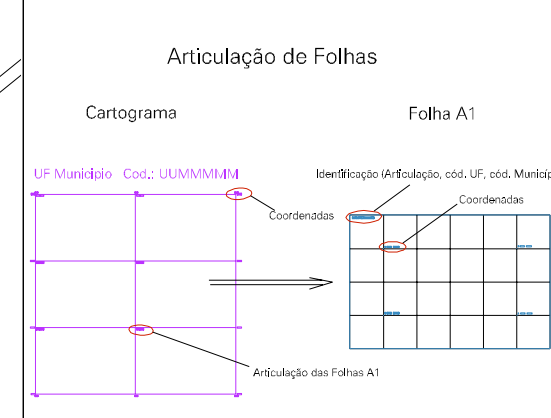 Articulação de Folhas
Cartograma
Folha A1
UF Municipio Cod.: UUMMMMM
Identificação (Articulação, cód. UF, cód. Municíp
Coordenadas
Coordenadas
Articulação das Folhas A1